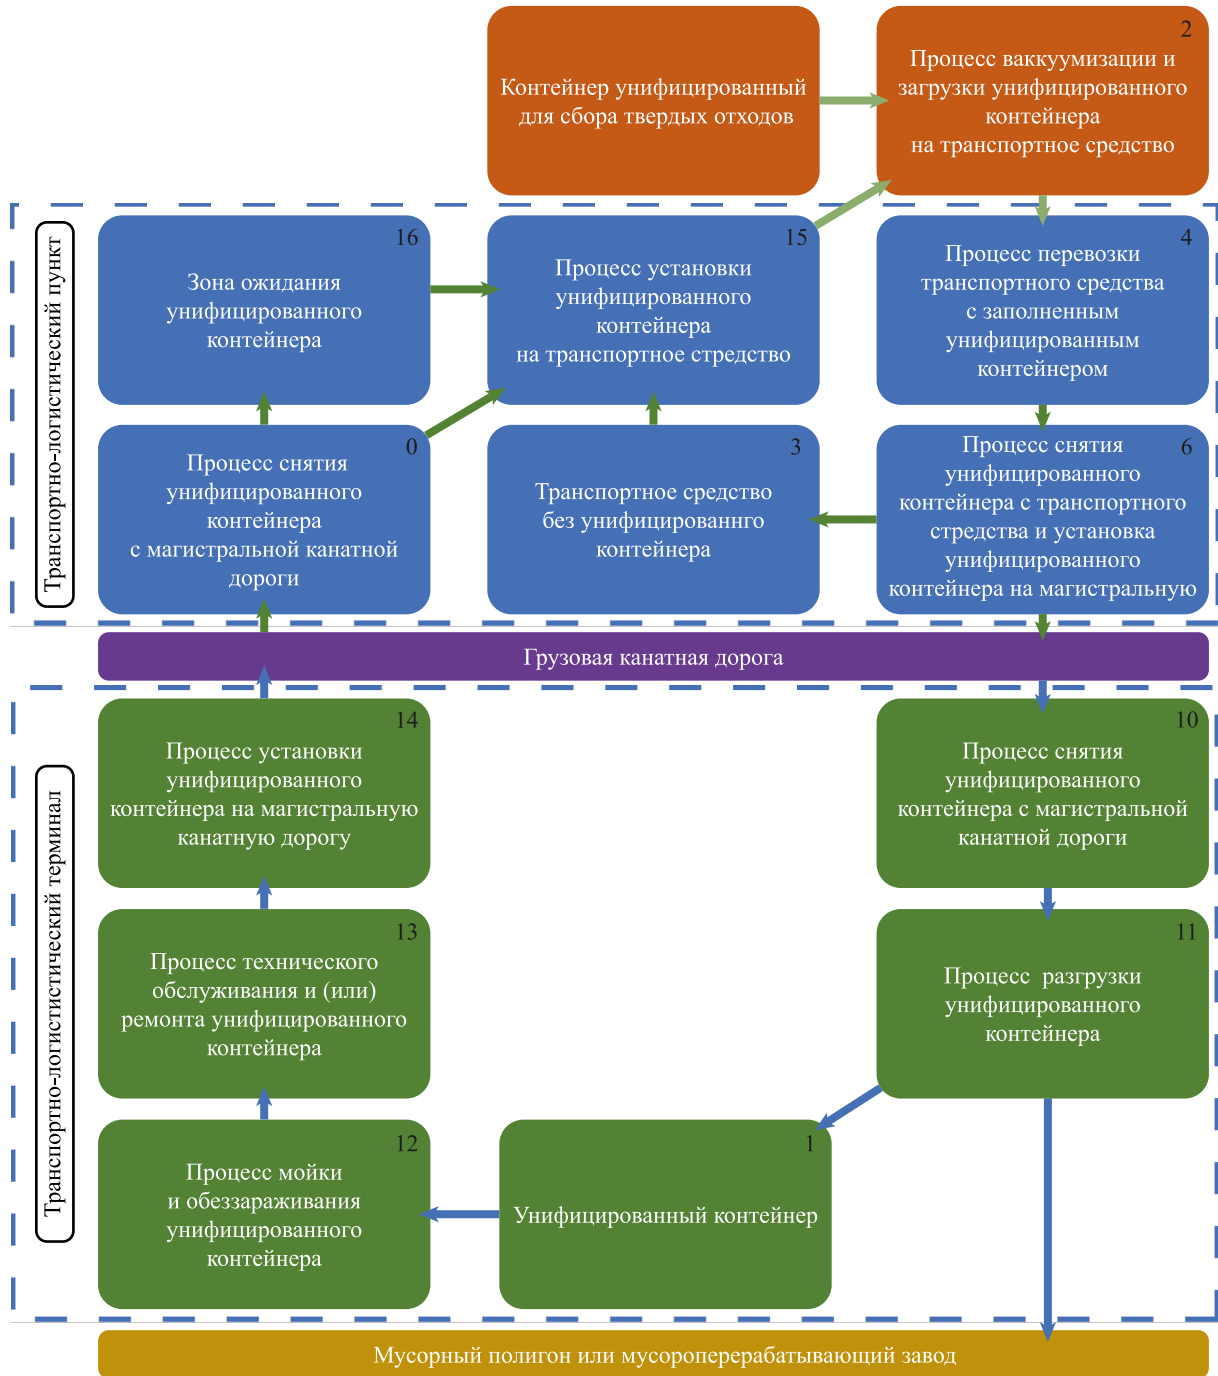 Контейнер унифицированный
для сбора твердых отходов
2
Процесс ваккуумизации и
загрузки унифицированного
контейнера
на транспортное средство
Транспортно-логистический пункт
16
Зона ожидания
унифицированного
контейнера
15
Процесс установки
унифицированного
контейнера
на транспортное стредство
4
Процесс перевозки
транспортного средства
с заполненным
унифицированным
контейнером
0
Процесс снятия
унифицированного
контейнера
с магистральной канатной
дороги
3
Транспортное средство
без унифицированнго
контейнера
6
Процесс снятия
унифицированного
контейнера с транспортного
стредства и установка
унифицированного
контейнера на магистральную
Грузовая канатная дорога
Транспортно-логистистический терминал
14
Процесс установки
унифицированного
контейнера на магистральную
канатную дорогу
10
Процесс снятия
унифицированного
контейнера с магистральной
канатной дороги
13
Процесс технического
обслуживания и (или)
ремонта унифицированного
контейнера
11
Процесс разгрузки
унифицированного
контейнера
12
Процесс мойки
и обеззараживания
унифицированного
контейнера
1
Унифицированный контейнер
Мусорный полигон или мусороперерабатывающий завод